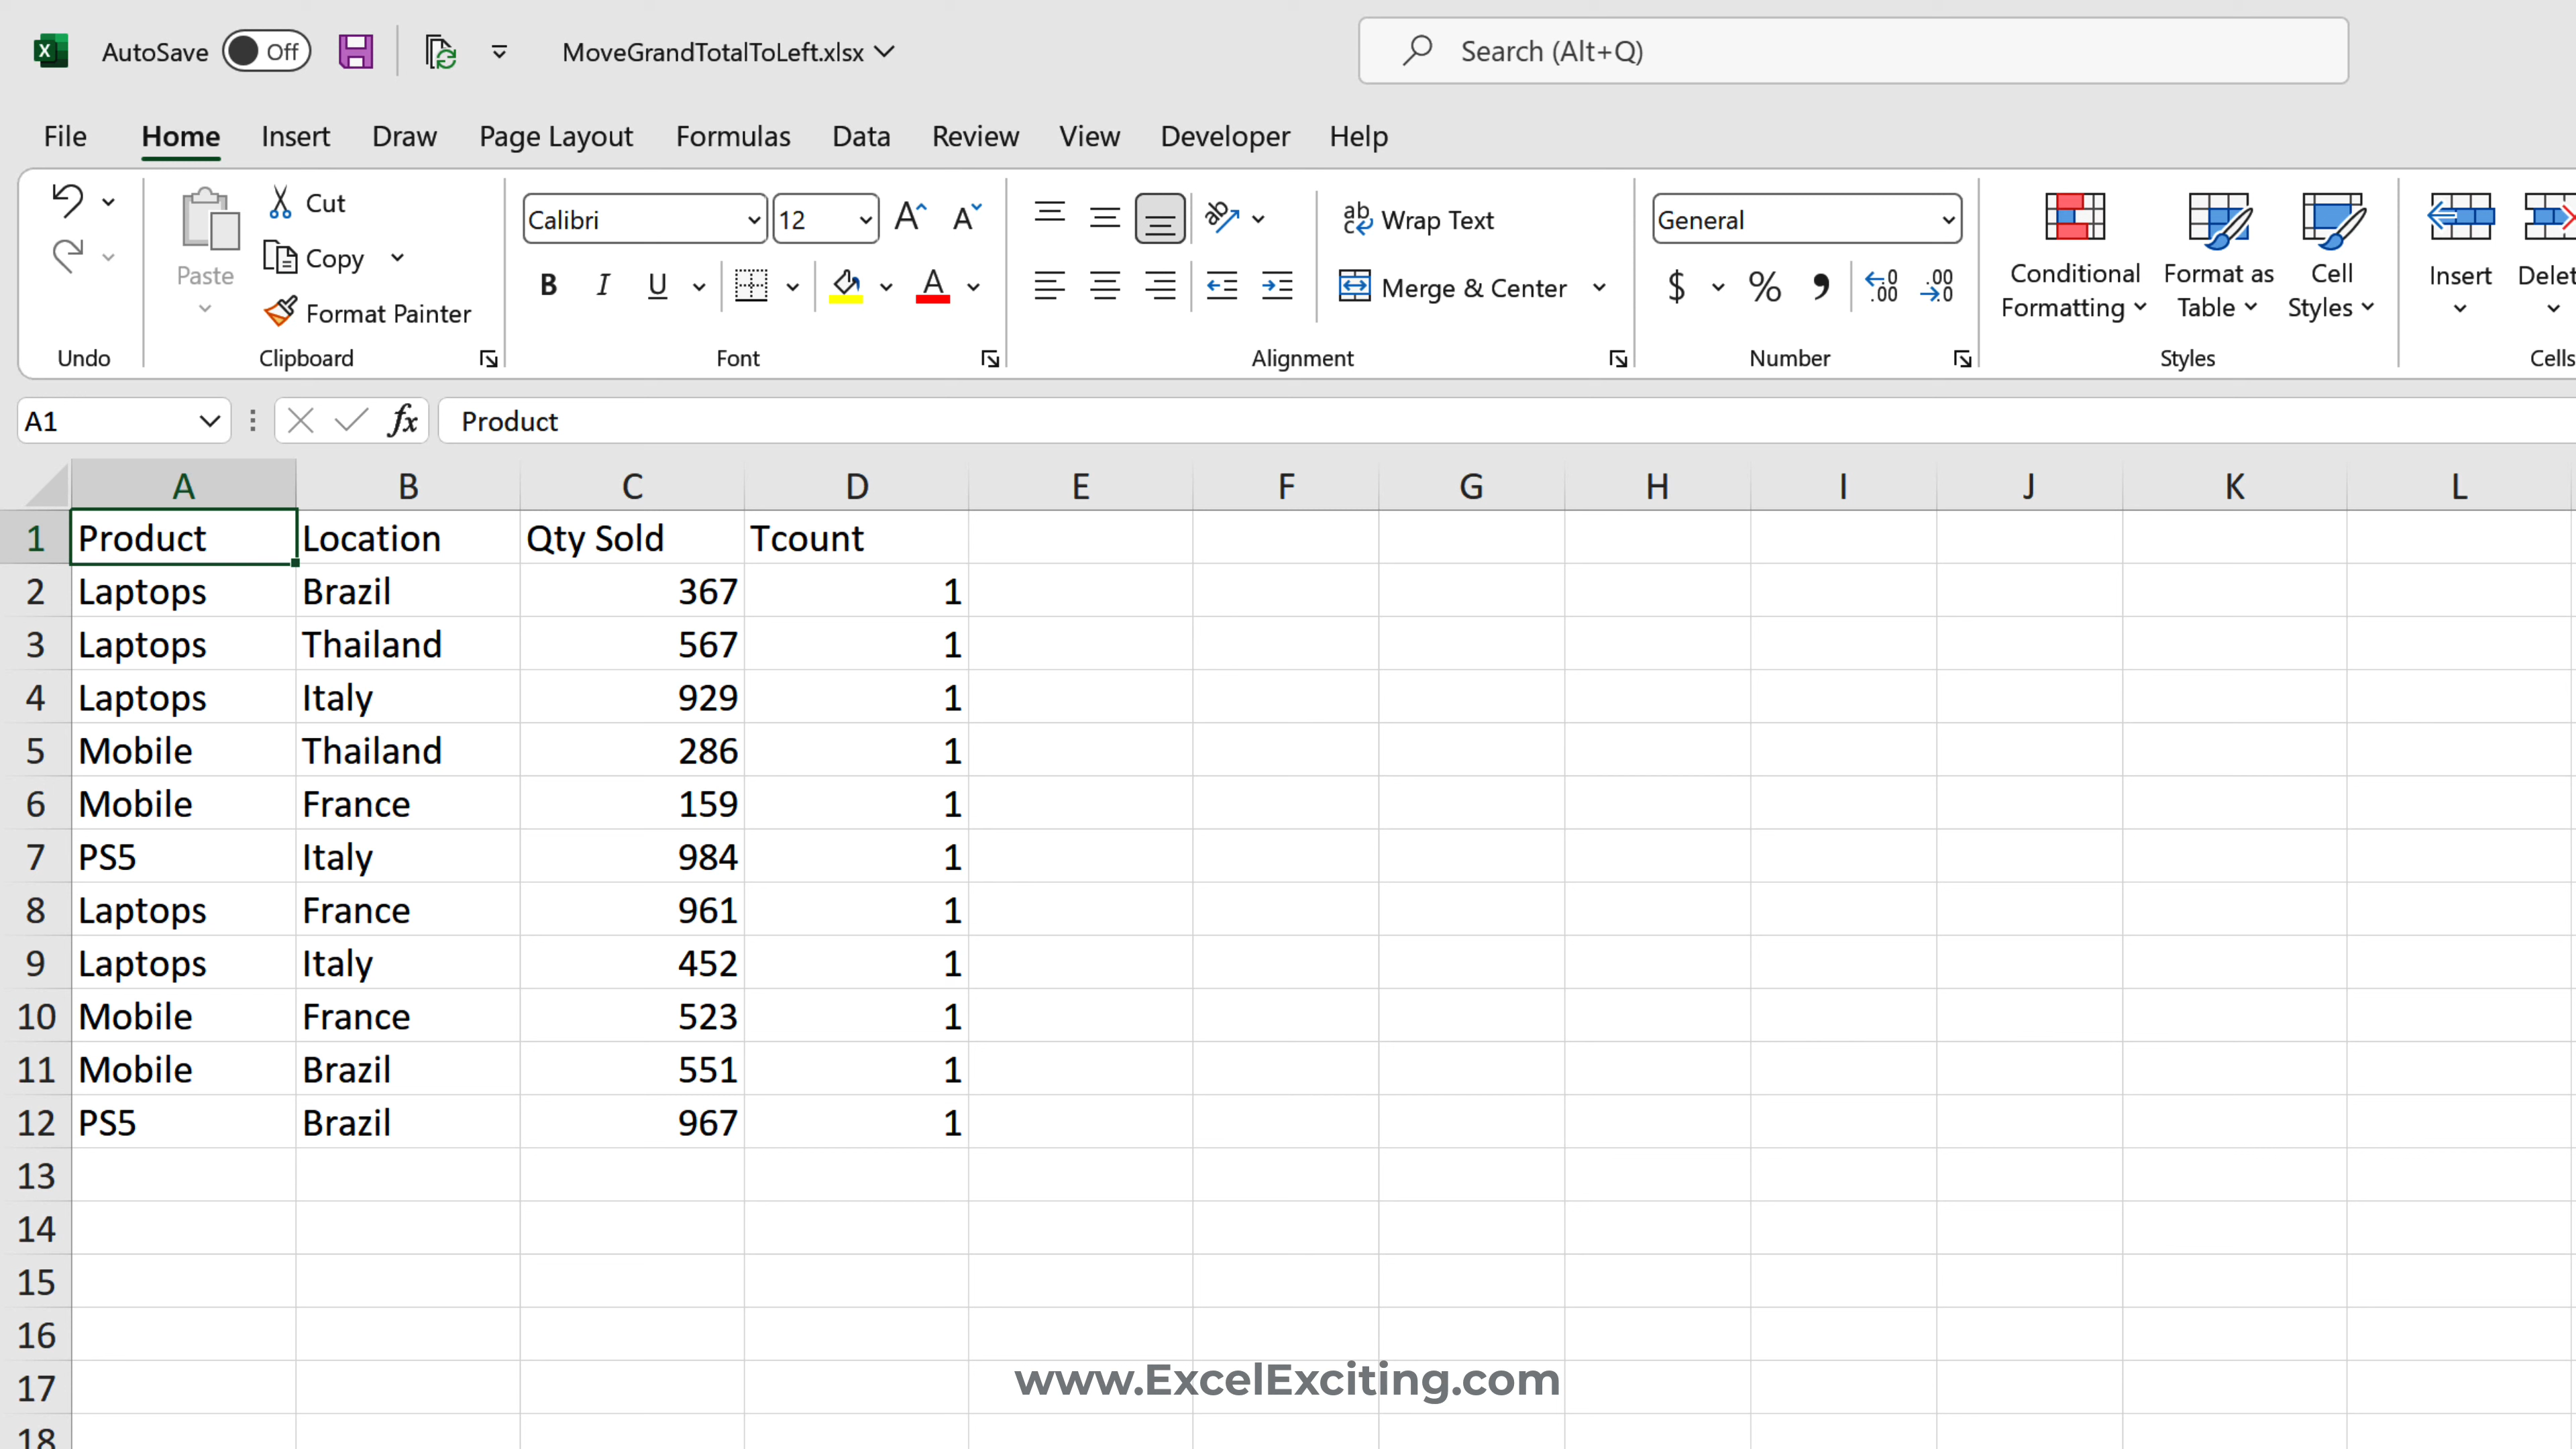 AutoSave Off MoveGrandTotalToLeft.xlsx Search (Alt+Q)
File Home Insert Draw Page Layout Formulas Data Review View Developer Help
Undo
Paste Cut
Copy
Format Painter
Clipboard
Calibri 12 A A
B I U A
Font
ab Wrap Text
Merge & Center
Alignment
General
$ % , .00 .00
Number
Conditional Formatting
Format as Table
Cell Styles
Styles
Insert
Delet
Cells
A1 fx Product
A B C D E F G H I J K L
1 Product Location Qty Sold Tcount
2 Laptops Brazil 367 1
3 Laptops Thailand 567 1
4 Laptops Italy 929 1
5 Mobile Thailand 286 1
6 Mobile France 159 1
7 PS5 Italy 984 1
8 Laptops France 961 1
9 Laptops Italy 452 1
10 Mobile France 523 1
11 Mobile Brazil 551 1
12 PS5 Brazil 967 1
13
14
15
16
17
18
www.ExcelExciting.com